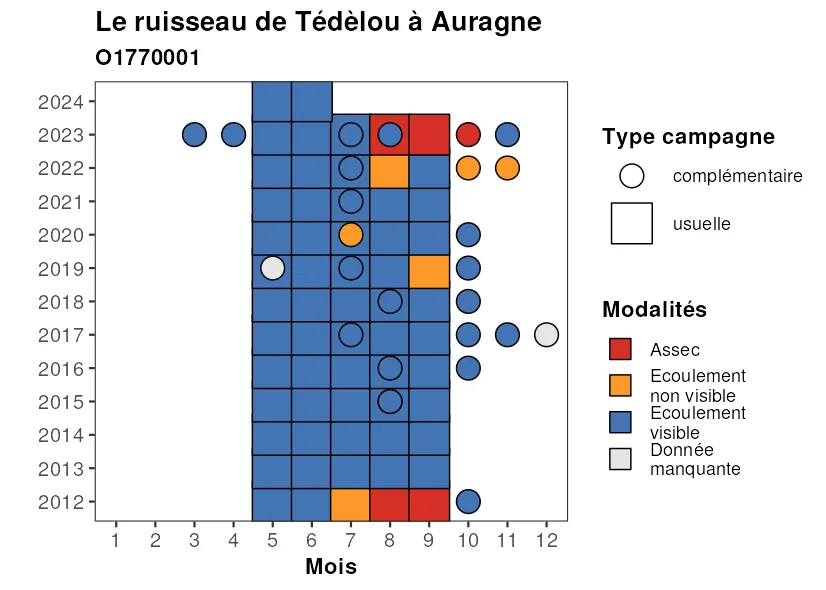 Le ruisseau de Tédèlou à Auragne
O1770001
2024
2023
2022
2021
2020
2019
2018
2017
2016
2015
2014
2013
2012
1 2 3 4 5 6 7 8 9 10 11 12
Mois
Type campagne
complémentaire
usuelle
Modalités
Assec
Ecoulement
non visible
Ecoulement
visible
Donnée
manquante